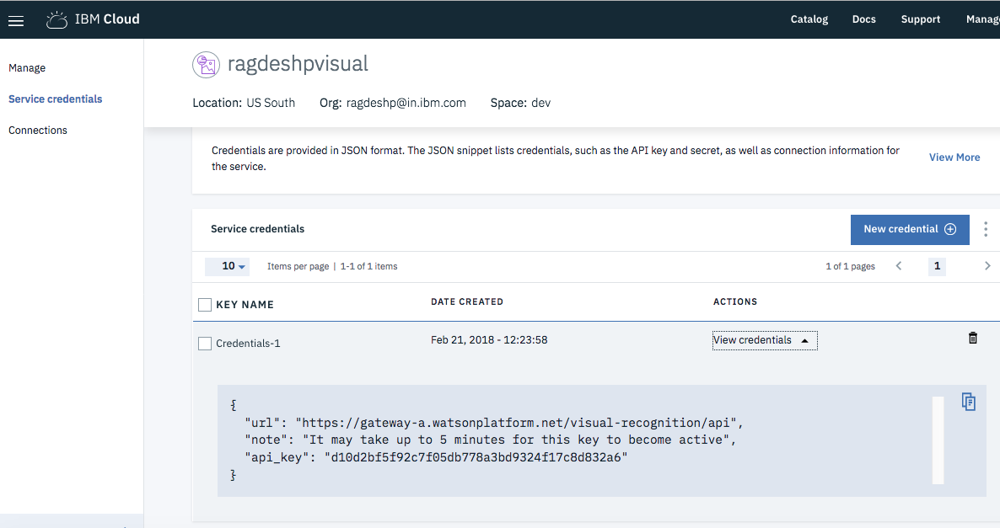 IBM Cloud
Catalog Docs Support Manag
Manage
Service credentials
Connections
ragdeshpvisual
Location: US South Org: ragdeshp@in.ibm.com Space: dev
Credentials are provided in JSON format. The JSON snippet lists credentials, such as the API key and secret, as well as connection information for
the service.
View More
Service credentials
New credential
10 Items per page | 1-1 of 1 items
1 of 1 pages 1
KEY NAME DATE CREATED ACTIONS
Credentials-1 Feb 21, 2018 - 12:23:58 View credentials
{
"url": "https://gateway-a.watsonplatform.net/visual-recognition/api",
"note": "It may take up to 5 minutes for this key to become active",
"api_key": "d10d2bf5f92c7f05db778a3bd9324f17c8d832a6"
}